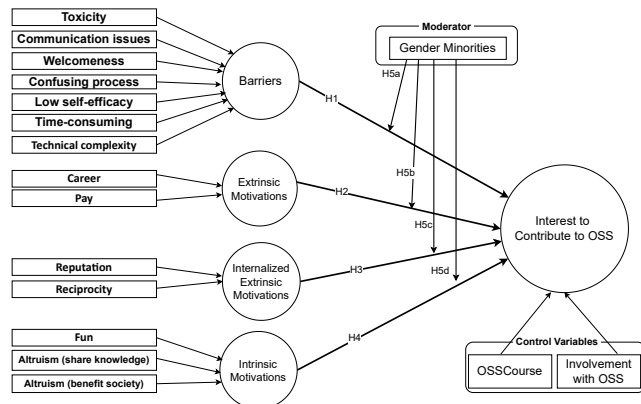 Toxicity
Communication issues
Welcomeness
Confusing process
Low self-efficacy
Time-consuming
Technical complexity
Barriers
H1
Moderator
Gender Minorities
H5a
H5b
H5c
H5d
Career
Pay
Extrinsic
Motivations
H2
Reputation
Reciprocity
Internalized
Extrinsic
Motivations
H3
Fun
Altruism (share knowledge)
Altruism (benefit society)
Intrinsic
Motivations
H4
Interest to
Contribute to OSS
Control Variables
OSSCourse
Involvement
with OSS